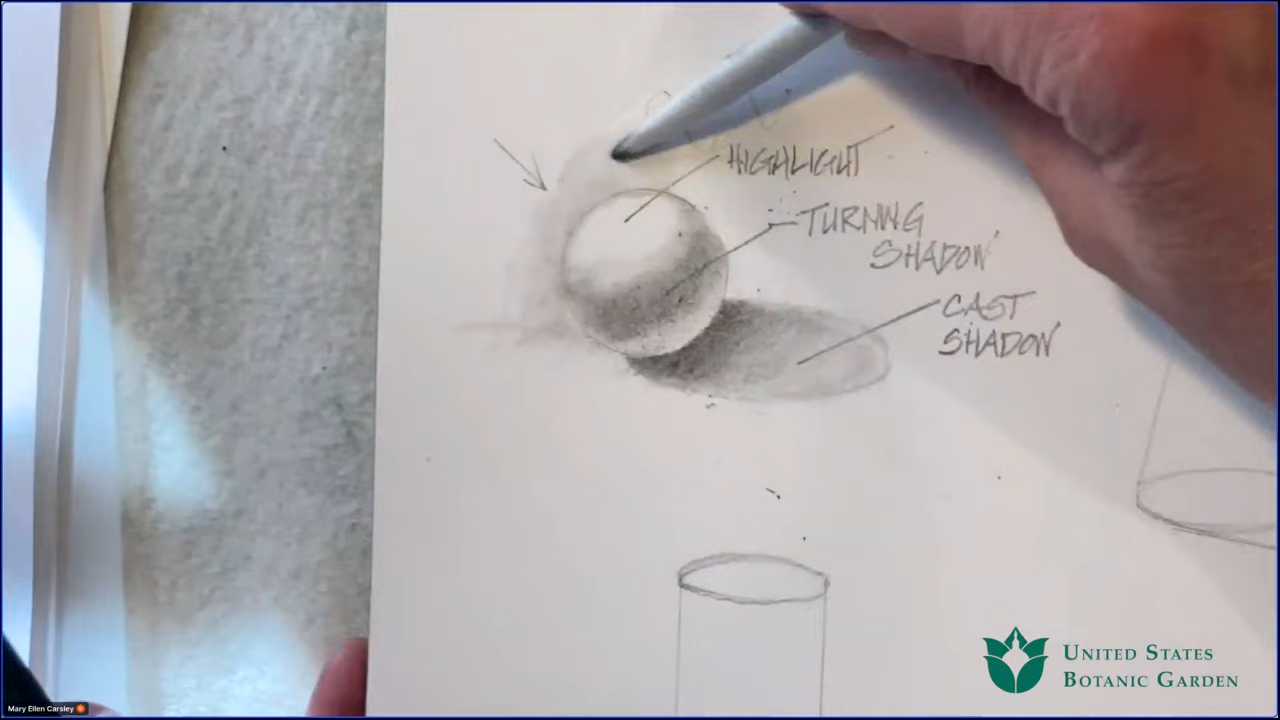 HIGHLIGHT
TURNING
SHADOW
CAST
SHADOW
UNITED STATES
BOTANIC GARDEN
Mary Ellen Carsley